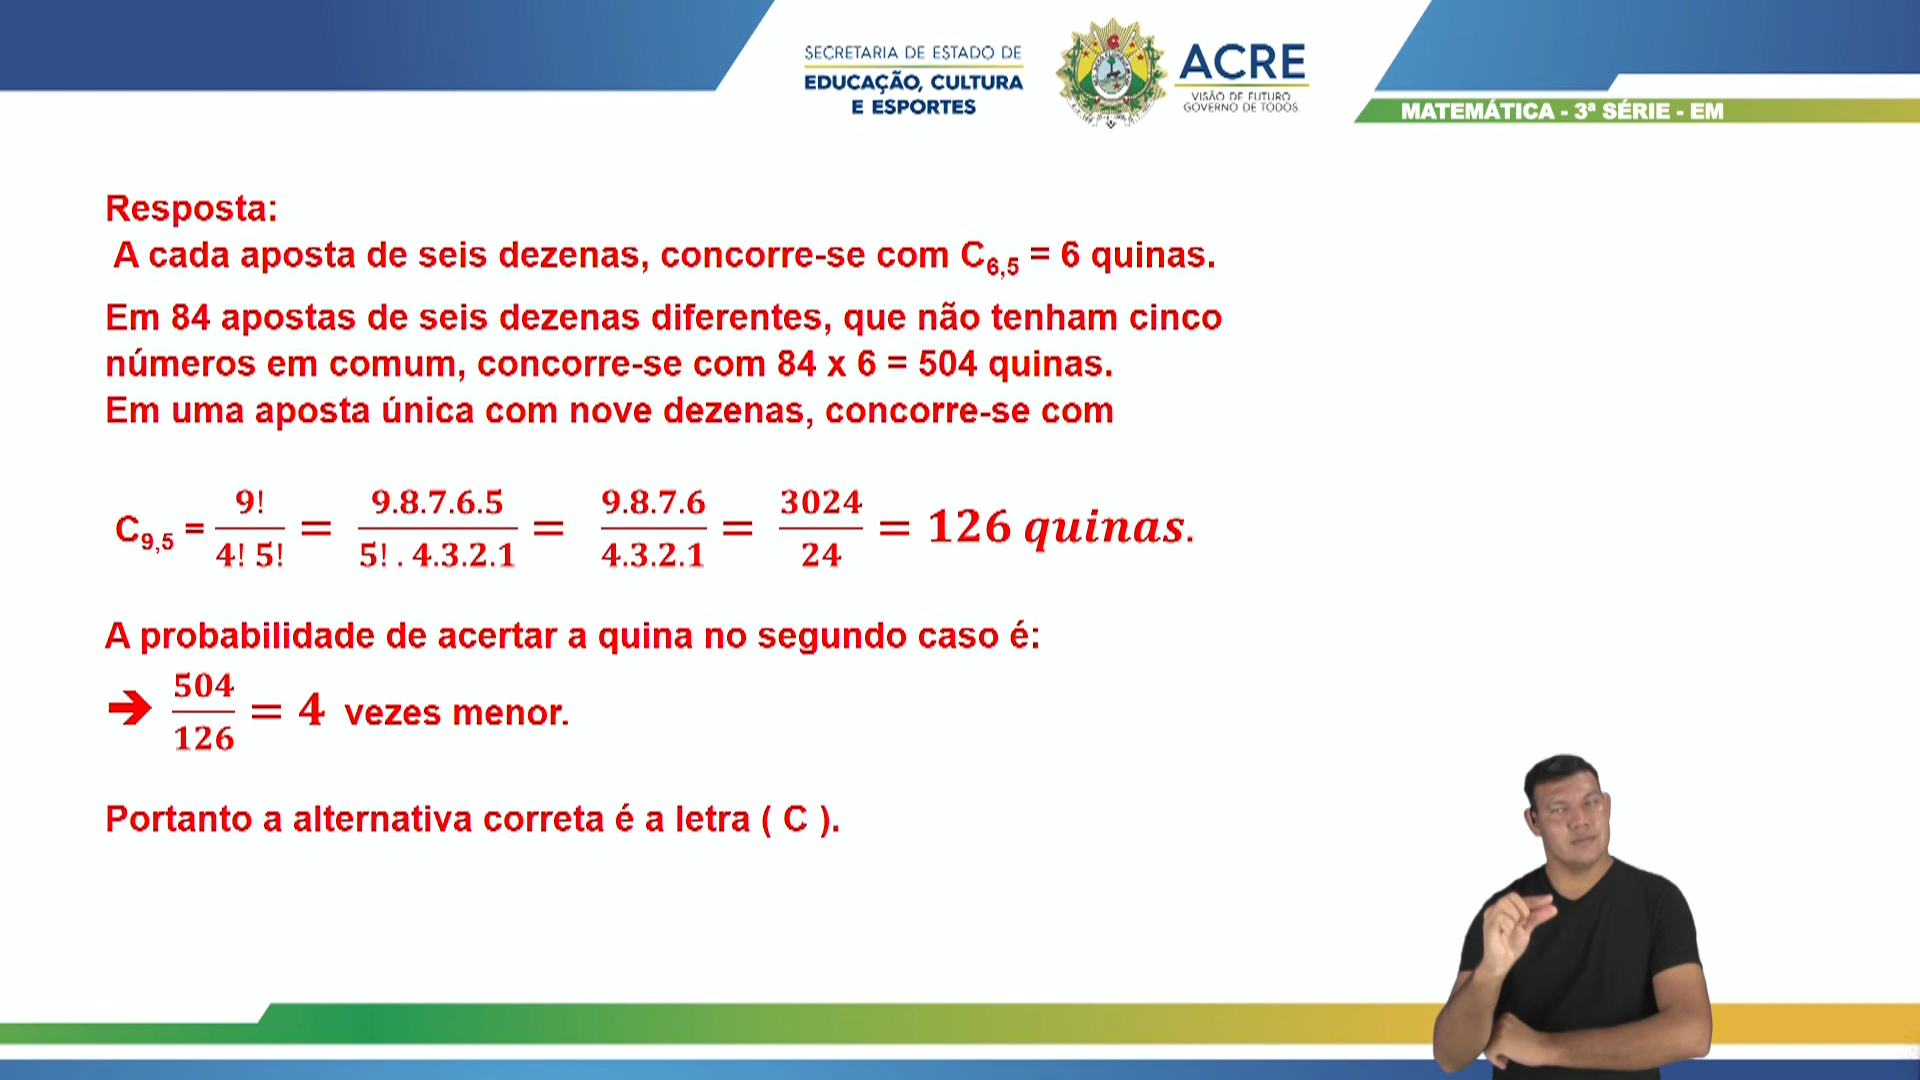 SECRETARIA DE ESTADO DE
EDUCAÇÃO, CULTURA
E ESPORTES
ACRE
VISÃO DE FUTURO
GOVERNO DE TODOS.
MATEMÁTICA - 3ª SÉRIE - EM
Resposta:
A cada aposta de seis dezenas, concorre-se com C6,5 = 6 quinas.
Em 84 apostas de seis dezenas diferentes, que não tenham cinco
números em comum, concorre-se com 84 x 6 = 504 quinas.
Em uma aposta única com nove dezenas, concorre-se com
C9,5 = 9!/4! 5! = 9.8.7.6.5/5! . 4.3.2.1 = 9.8.7.6/4.3.2.1 = 3024/24 = 126 quinas.
A probabilidade de acertar a quina no segundo caso é:
➔ 504/126 = 4 vezes menor.
Portanto a alternativa correta é a letra ( C ).